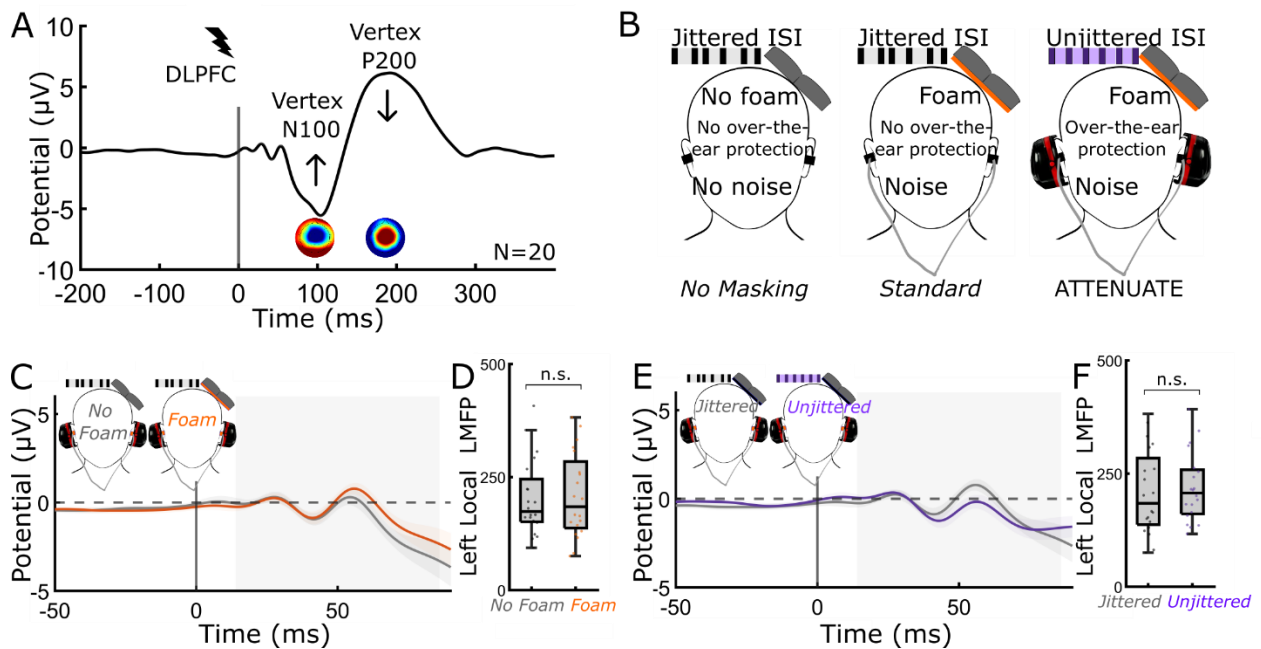 A
10
5
0
-5
-10
Potential (µV)
DLPFC
Vertex
N100
Vertex
P200
N=20
-200
-100
0
100
200
300
Time (ms)
B
Jittered ISI
No foam
No over-the-
ear protection
No noise
No Masking
Jittered ISI
Foam
No over-the-
ear protection
Noise
Standard
Unjittered ISI
Foam
Over-the-ear
protection
Noise
ATTENUATE
C
No
Foam
Foam
5
0
-5
Potential (µV)
-50
0
50
Time (ms)
D
500
250
0
Left Local LMFP
n.s.
No Foam
Foam
E
Jittered
Unjittered
5
0
-5
Potential (µV)
-50
0
50
Time (ms)
F
500
250
0
Left Local LMFP
n.s.
Jittered
Unjittered